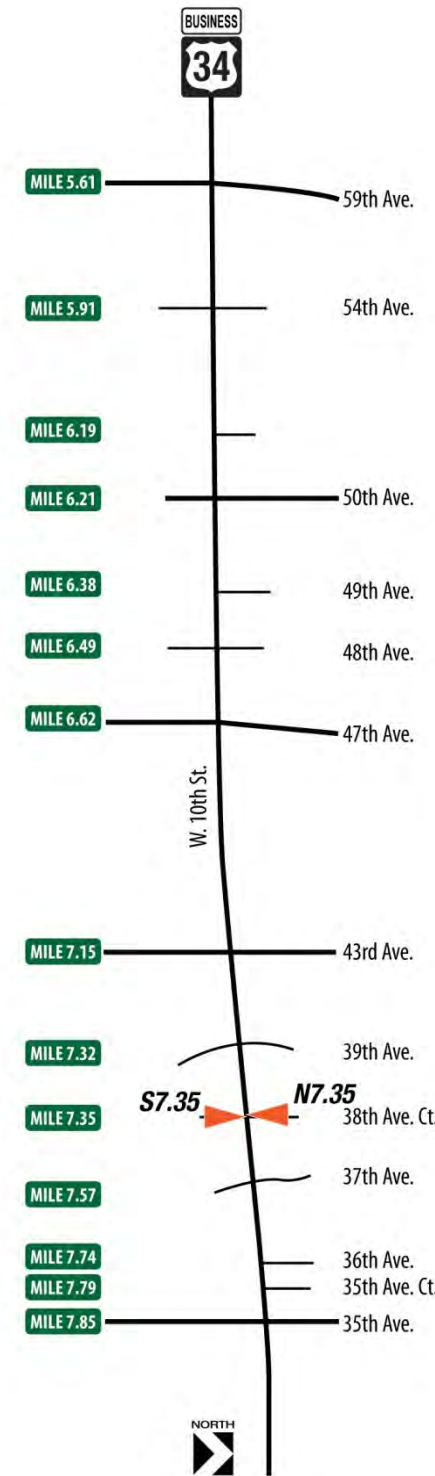 BUSINESS
34
MILE 5.61
59th Ave.
MILE 5.91
54th Ave.
MILE 6.19
MILE 6.21
50th Ave.
MILE 6.38
49th Ave.
MILE 6.49
48th Ave.
MILE 6.62
47th Ave.
W. 10th St.
MILE 7.15
43rd Ave.
MILE 7.32
39th Ave.
S7.35
N7.35
MILE 7.35
38th Ave. Ct.
MILE 7.57
37th Ave.
MILE 7.74
36th Ave.
MILE 7.79
35th Ave. Ct.
MILE 7.85
35th Ave.
NORTH